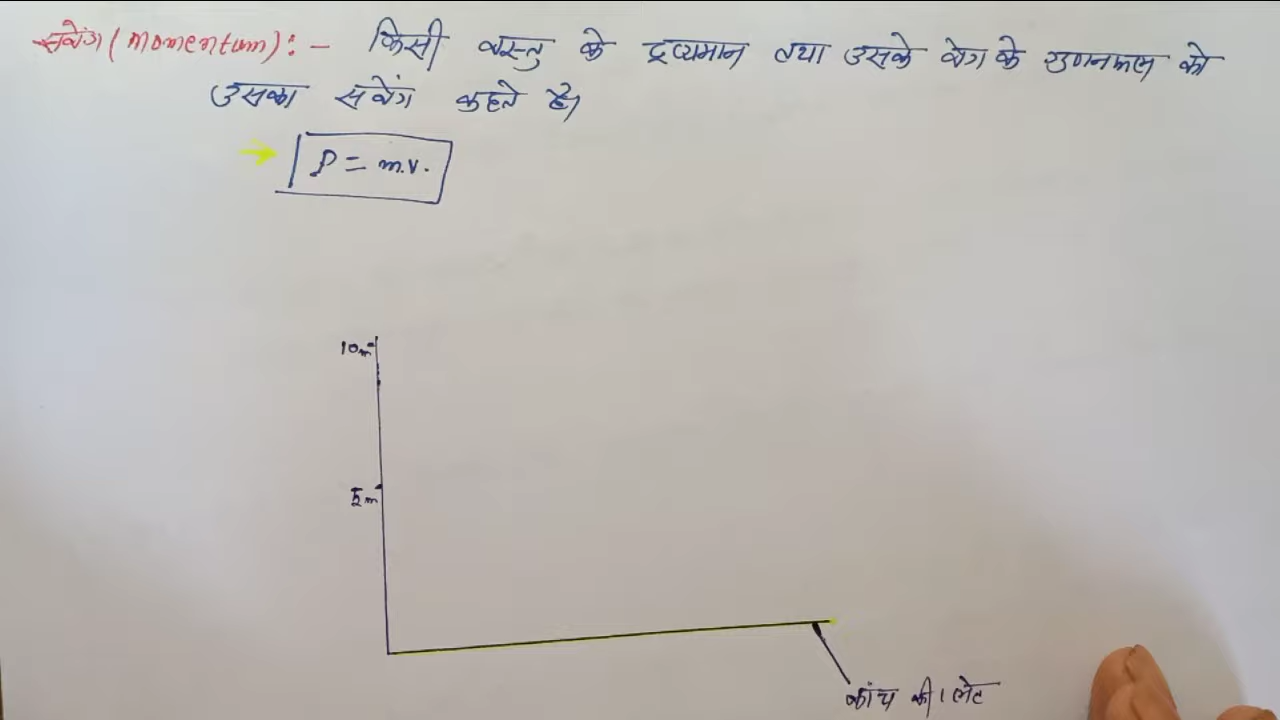 संवेग (momentum) : - किसी वस्तु के द्रव्यमान तथा उसके वेग के गुणनफल को
उसका संवेग कहते है।
→ P = m.v.
10m
5m
कांच की प्लेट